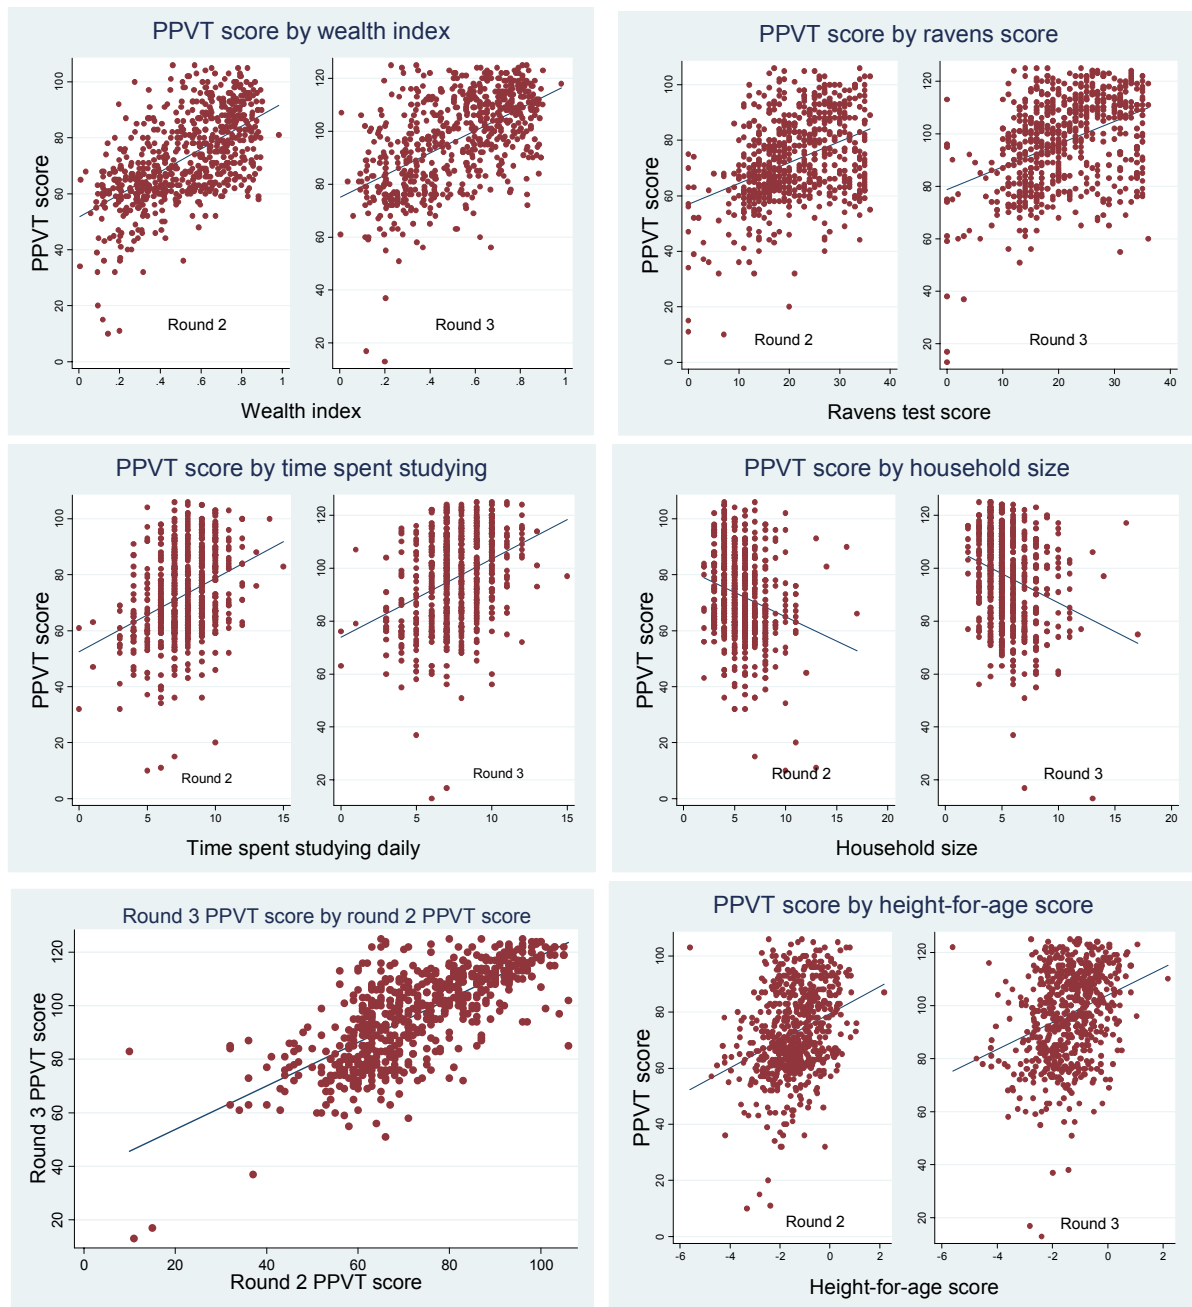 PPVT score by wealth index
PPVT score
0 20 40 60 80 100
0 .2 .4 .6 .8 1
Round 2
20 40 60 80 100 120
0 .2 .4 .6 .8 1
Round 3
Wealth index
PPVT score by ravens score
PPVT score
0 20 40 60 80 100
0 10 20 30 40
Round 2
20 40 60 80 100 120
0 10 20 30 40
Round 3
Ravens test score
PPVT score by time spent studying
PPVT score
0 20 40 60 80 100
0 5 10 15
Round 2
20 40 60 80 100 120
0 5 10 15
Round 3
Time spent studying daily
PPVT score by household size
PPVT score
0 20 40 60 80 100
0 5 10 15 20
Round 2
20 40 60 80 100 120
0 5 10 15 20
Round 3
Household size
Round 3 PPVT score by round 2 PPVT score
Round 3 PPVT score
20 40 60 80 100 120
0 20 40 60 80 100
Round 2 PPVT score
PPVT score by height-for-age score
PPVT score
0 20 40 60 80 100
-6 -4 -2 0 2
Round 2
20 40 60 80 100 120
-6 -4 -2 0 2
Round 3
Height-for-age score